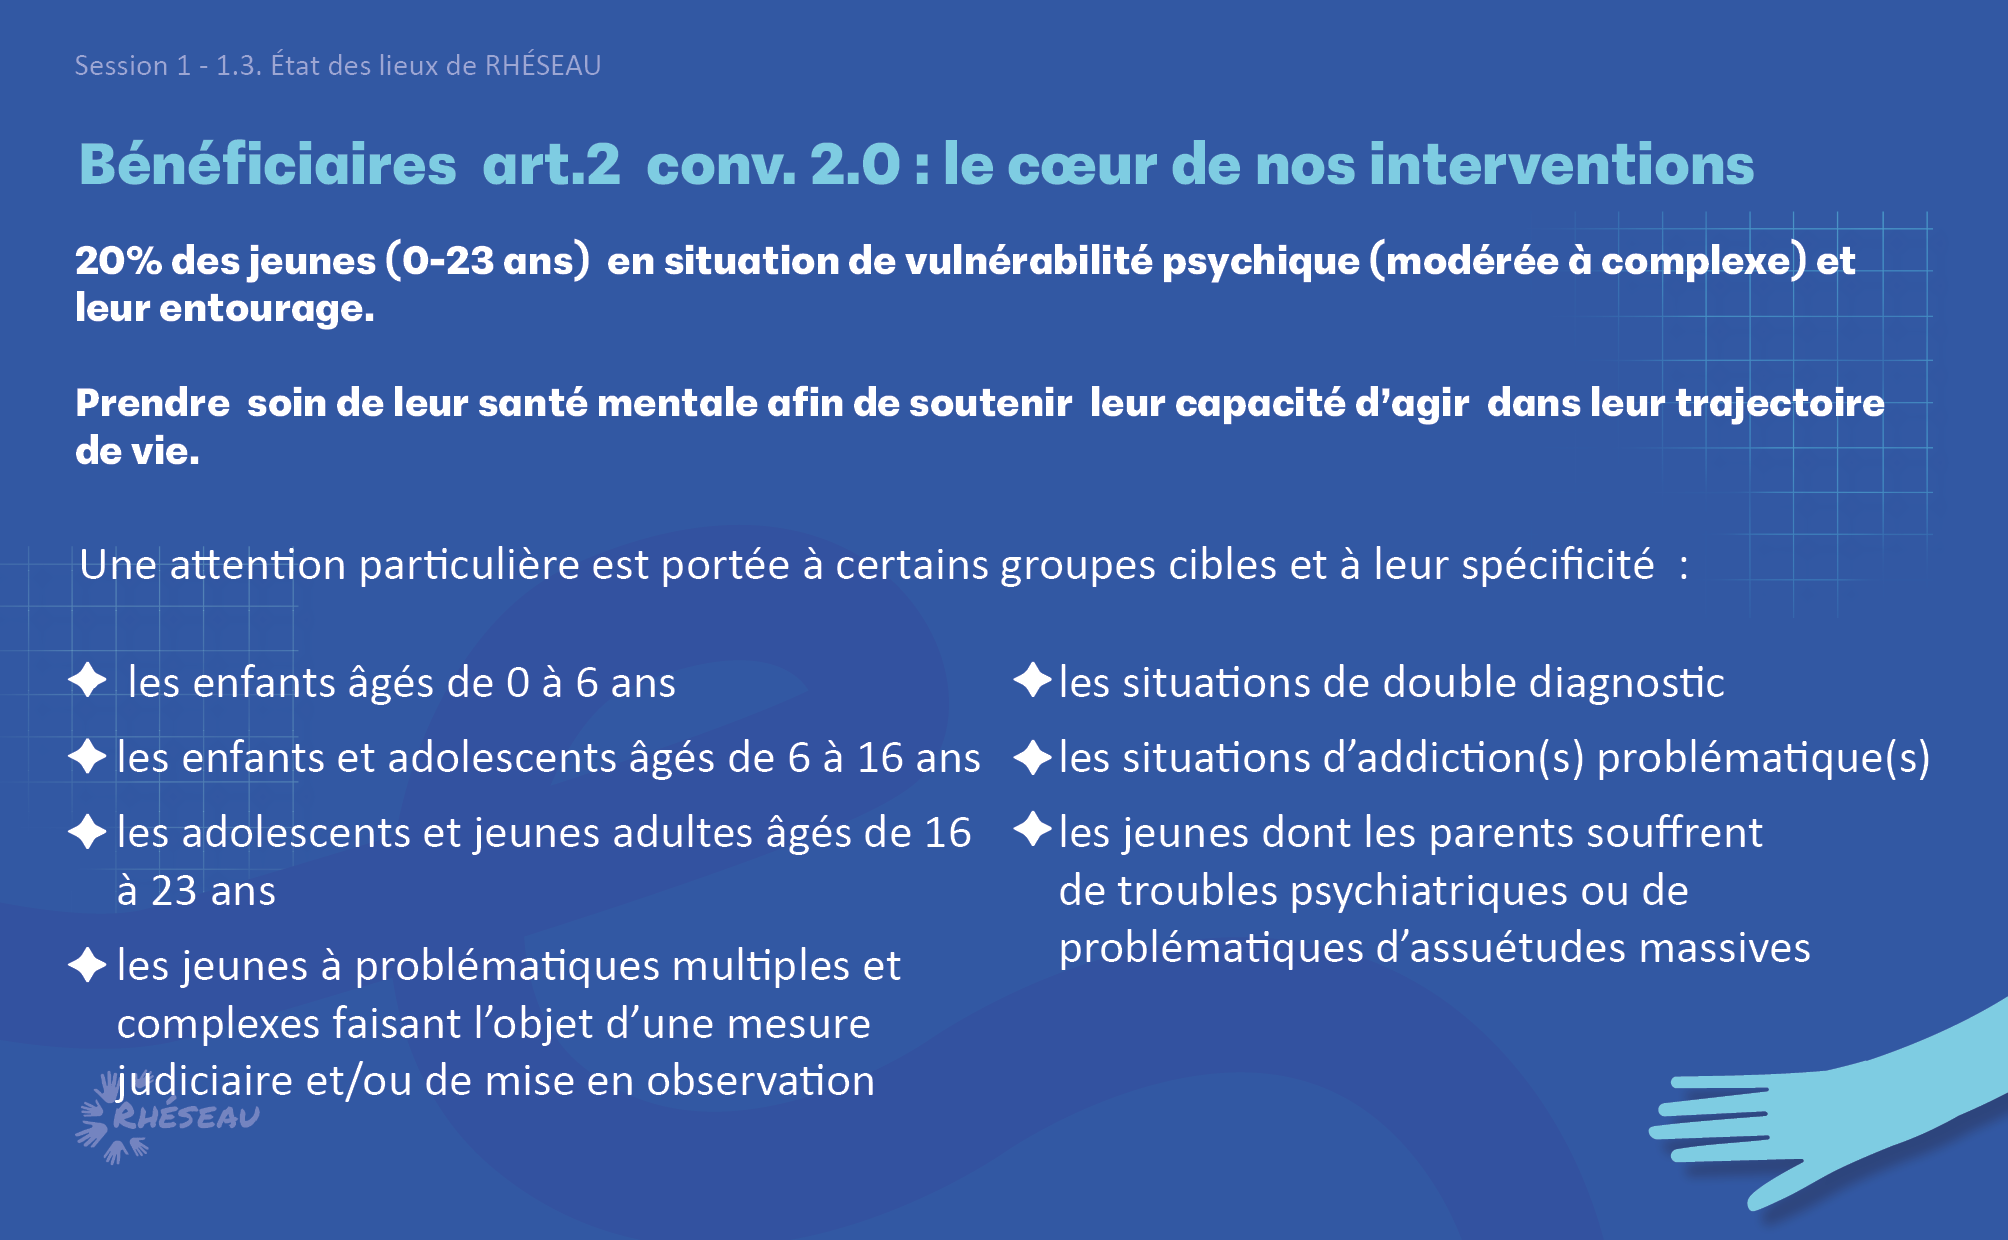 Session 1 - 1.3. État des lieux de RHÉSEAU
Bénéficiaires art.2 conv. 2.0 : le cœur de nos interventions
20% des jeunes (0-23 ans) en situation de vulnérabilité psychique (modérée à complexe) et
leur entourage.
Prendre soin de leur santé mentale afin de soutenir leur capacité d’agir dans leur trajectoire
de vie.
Une attention particulière est portée à certains groupes cibles et à leur spécificité :
les enfants âgés de 0 à 6 ans
les enfants et adolescents âgés de 6 à 16 ans
les adolescents et jeunes adultes âgés de 16
à 23 ans
les jeunes à problématiques multiples et
complexes faisant l’objet d’une mesure
judiciaire et/ou de mise en observation
les situations de double diagnostic
les situations d’addiction(s) problématique(s)
les jeunes dont les parents souffrent
de troubles psychiatriques ou de
problématiques d’assuétudes massives
RHÉSEAU